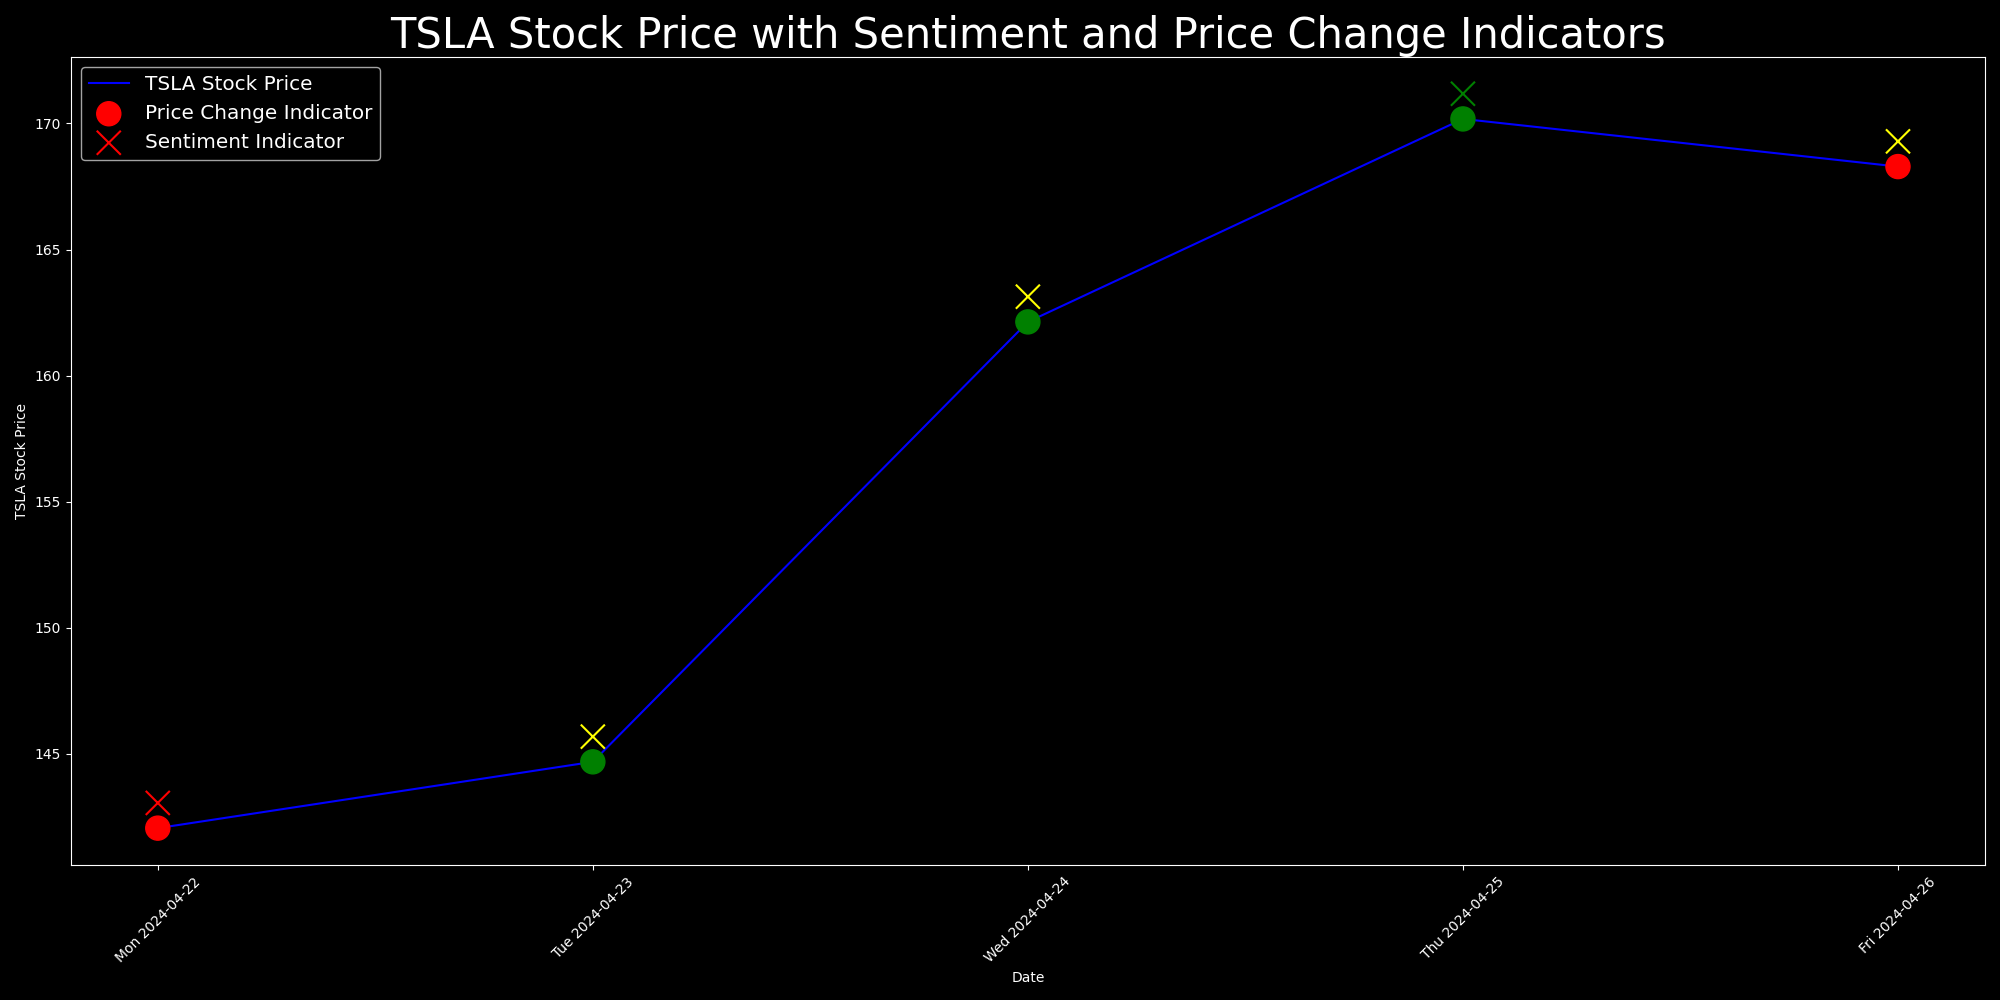 TSLA Stock Price with Sentiment and Price Change Indicators
TSLA Stock Price
Price Change Indicator
Sentiment Indicator
TSLA Stock Price
170
165
160
155
150
145
Mon 2024-04-22
Tue 2024-04-23
Wed 2024-04-24
Thu 2024-04-25
Fri 2024-04-26
Date